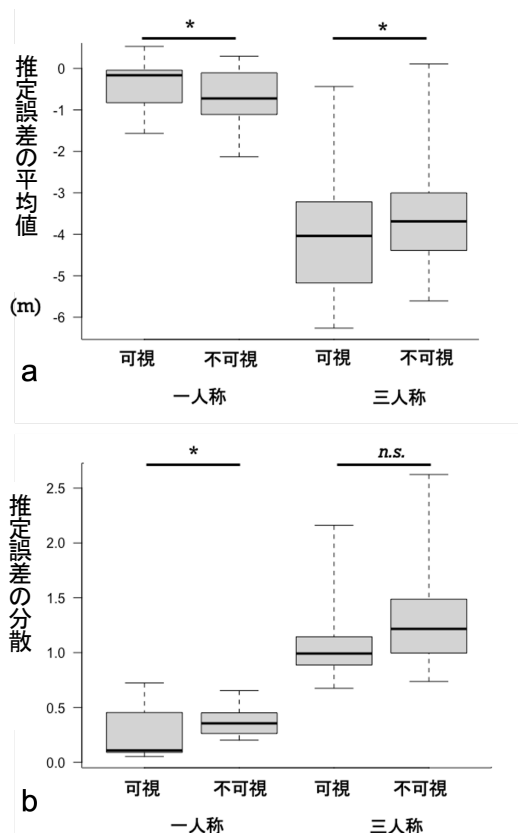 * *
推定誤差の平均値
(m)
0
-1
-2
-3
-4
-5
-6
可視 不可視 可視 不可視
一人称 三人称
a
* n.s.
推定誤差の分散
2.5
2.0
1.5
1.0
0.5
0.0
可視 不可視 可視 不可視
一人称 三人称
b